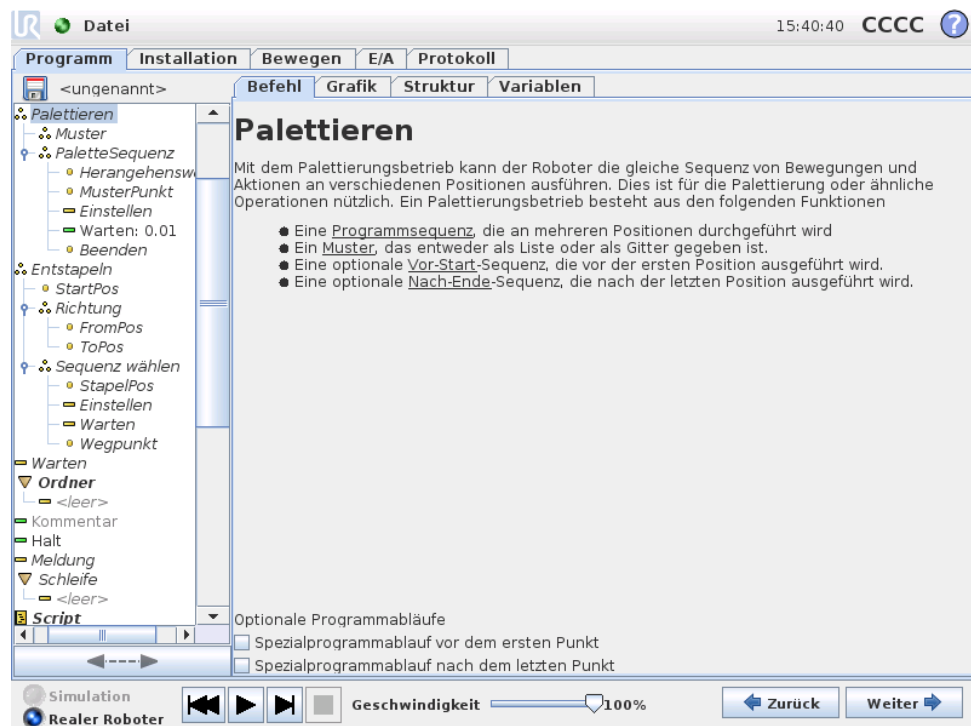 UR Datei 15:40:40 CCCC ?
Programm Installation Bewegen E/A Protokoll
<ungenannt>
Befehl Grafik Struktur Variablen
Palettieren
Muster
PaletteSequenz
MusterPunkt
Einstellen
Warten: 0.01
Beenden
Entstapeln
StartPos
Richtung
FromPos
ToPos
Sequenz wählen
StapelPos
Einstellen
Warten
Wegpunkt
Warten
Ordner
<leer>
Kommentar
Halt
Meldung
Schleife
<leer>
Script
Palettieren
Mit dem Palettierungsbetrieb kann der Roboter die gleiche Sequenz von Bewegungen und
Aktionen an verschiedenen Positionen ausführen. Dies ist für die Palettierung oder ähnliche
Operationen nützlich. Ein Palettierungsbetrieb besteht aus den folgenden Funktionen
Eine Programmsequenz, die an mehreren Positionen durchgeführt wird
Ein Muster, das entweder als Liste oder als Gitter gegeben ist.
Eine optionale Vor-Start-Sequenz, die vor der ersten Position ausgeführt wird.
Eine optionale Nach-Ende-Sequenz, die nach der letzten Position ausgeführt wird.
Optionale Programmabläufe
Spezialprogrammablauf vor dem ersten Punkt
Spezialprogrammablauf nach dem letzten Punkt
Simulation
Realer Roboter
Geschwindigkeit 100%
Zurück Weiter